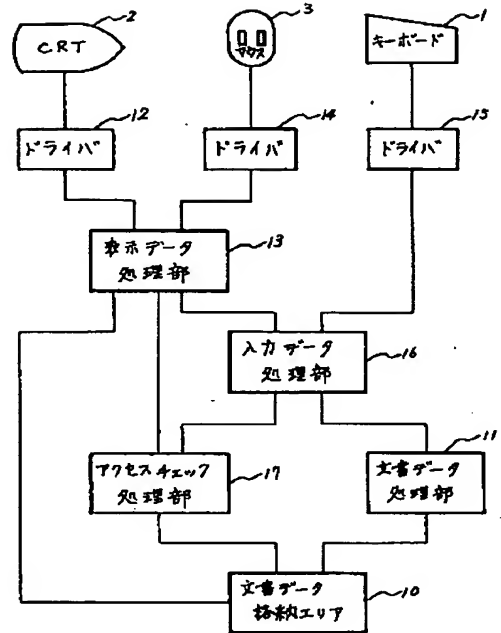 2
CRT
3
マウス
1
キーボード
12
ドライバ
14
ドライバ
15
ドライバ
13
表示データ
処理部
16
入力データ
処理部
17
アクセスチェック
処理部
11
文書データ
処理部
10
文書データ
格納エリア